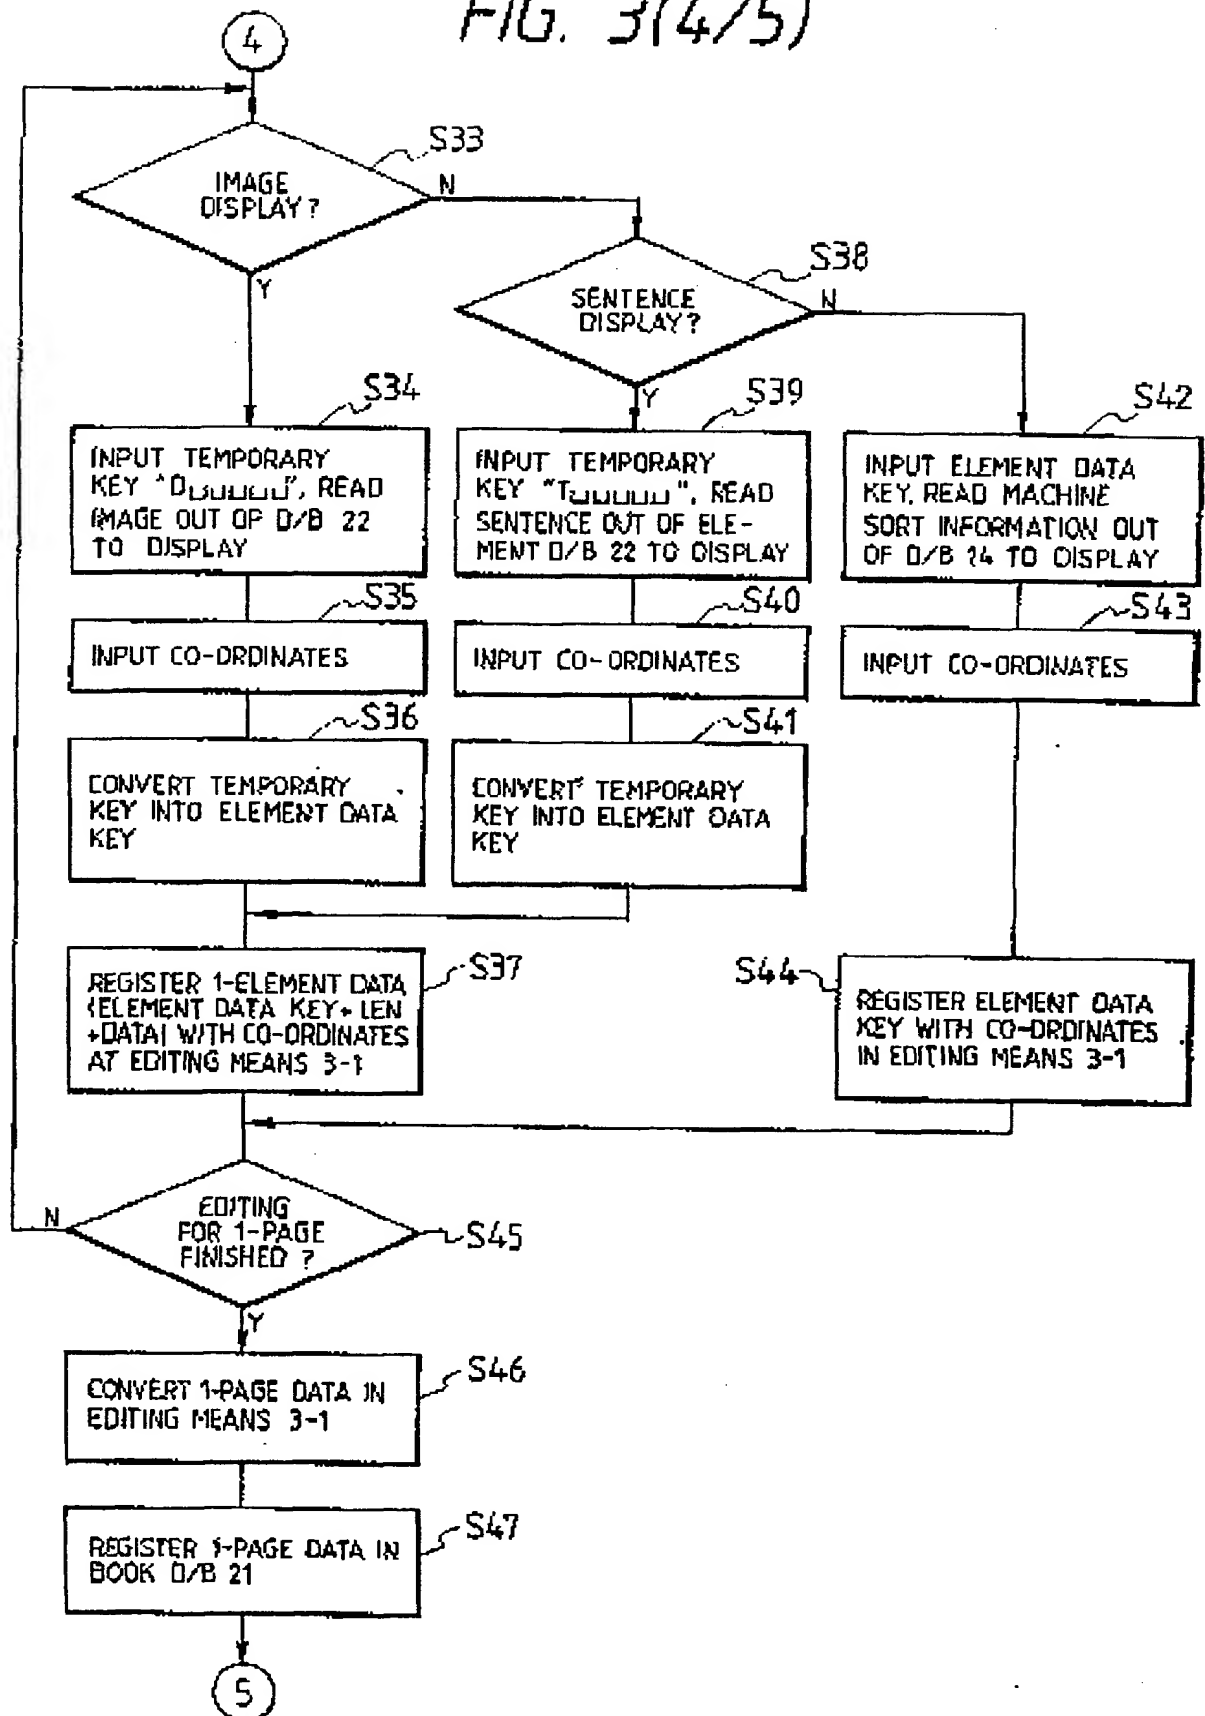 FIG. 3(4/5)
4
S33
IMAGE
DISPLAY?
N
Y
S38
SENTENCE
DISPLAY?
N
Y
S34
INPUT TEMPORARY
KEY "D␣␣␣␣␣", READ
IMAGE OUT OF D/B 22
TO DISPLAY
S39
INPUT TEMPORARY
KEY "T␣␣␣␣␣", READ
SENTENCE OUT OF ELE-
MENT D/B 22 TO DISPLAY
S42
INPUT ELEMENT DATA
KEY, READ MACHINE
SORT INFORMATION OUT
OF D/B 24 TO DISPLAY
S35
INPUT CO-ORDINATES
S40
INPUT CO-ORDINATES
S43
INPUT CO-ORDINATES
S36
CONVERT TEMPORARY
KEY INTO ELEMENT DATA
KEY
S41
CONVERT TEMPORARY
KEY INTO ELEMENT DATA
KEY
S37
REGISTER 1-ELEMENT DATA
(ELEMENT DATA KEY+LEN
+DATA) WITH CO-ORDINATES
AT EDITING MEANS 3-1
S44
REGISTER ELEMENT DATA
KEY WITH CO-ORDINATES
IN EDITING MEANS 3-1
N
EDITING
FOR 1-PAGE
FINISHED ?
S45
Y
S46
CONVERT 1-PAGE DATA IN
EDITING MEANS 3-1
S47
REGISTER 1-PAGE DATA IN
BOOK D/B 21
5